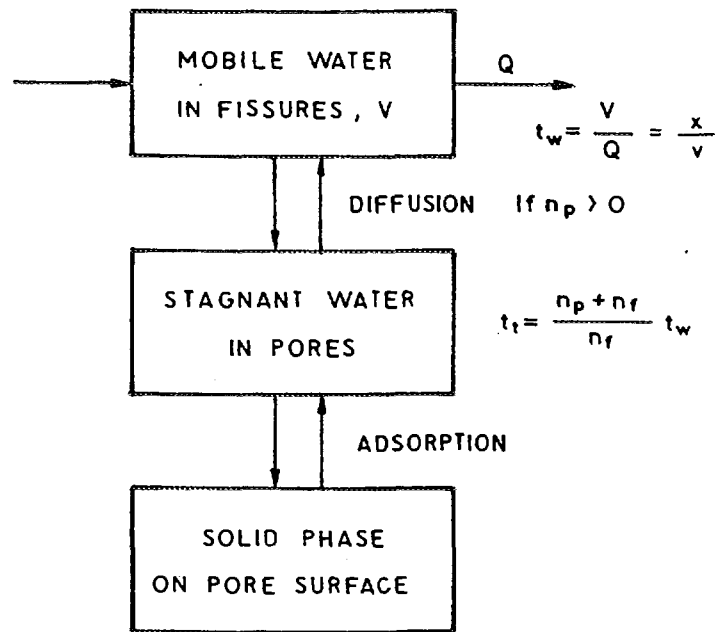 MOBILE WATER
IN FISSURES, V
Q
t_w = V/Q = x/v
DIFFUSION If n_p > 0
STAGNANT WATER
IN PORES
t_t = (n_p + n_f)/n_f t_w
ADSORPTION
SOLID PHASE
ON PORE SURFACE